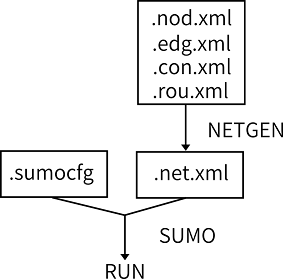 .nod.xml
.edg.xml
.con.xml
.rou.xml
NETGEN
.sumocfg
.net.xml
SUMO
RUN